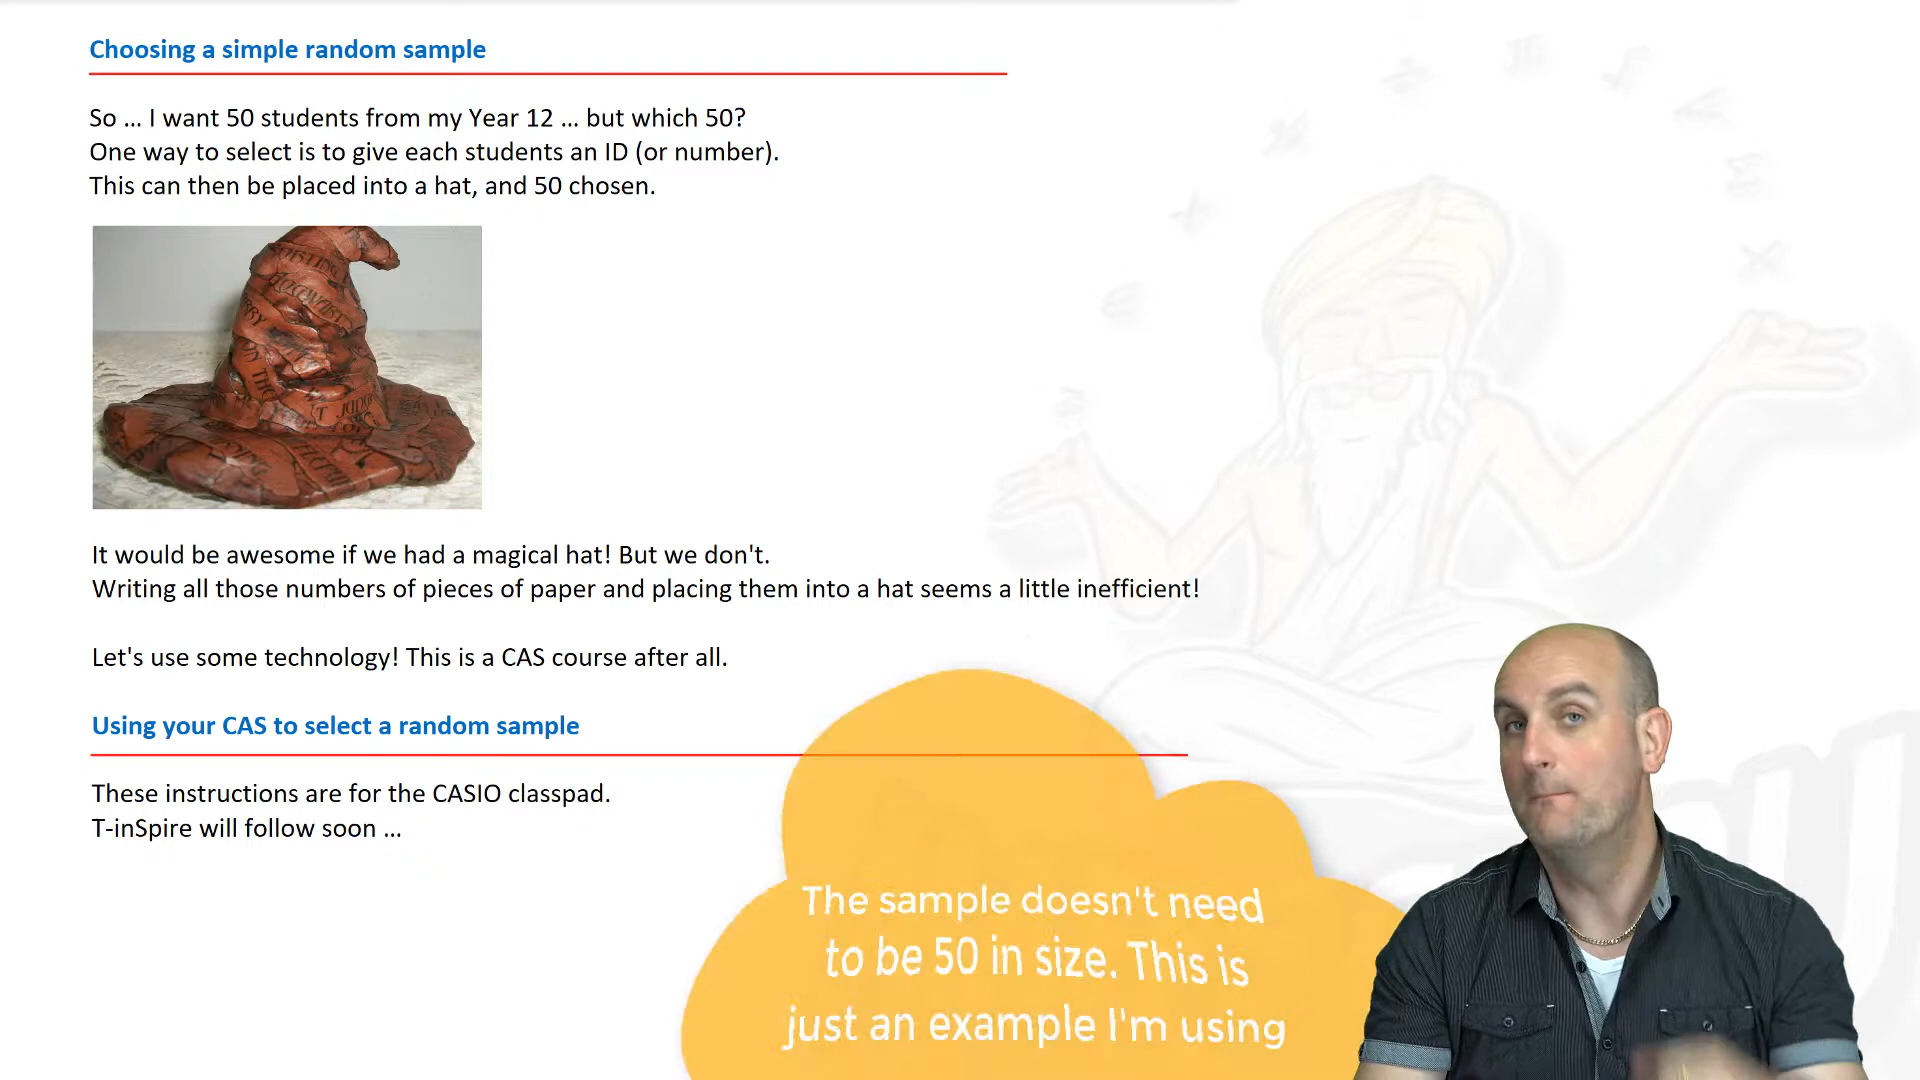 Choosing a simple random sample
So ... I want 50 students from my Year 12 ... but which 50?
One way to select is to give each students an ID (or number).
This can then be placed into a hat, and 50 chosen.
It would be awesome if we had a magical hat! But we don't.
Writing all those numbers of pieces of paper and placing them into a hat seems a little inefficient!
Let's use some technology! This is a CAS course after all.
Using your CAS to select a random sample
These instructions are for the CASIO classpad.
T-inSpire will follow soon ...
The sample doesn't need
to be 50 in size. This is
just an example I'm using